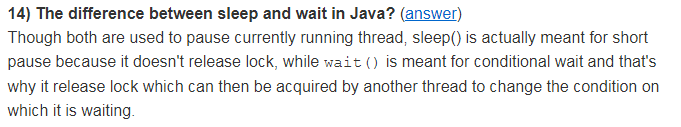 14) The difference between sleep and wait in Java? (answer)
Though both are used to pause currently running thread, sleep() is actually meant for short
pause because it doesn't release lock, while wait() is meant for conditional wait and that's
why it release lock which can then be acquired by another thread to change the condition on
which it is waiting.